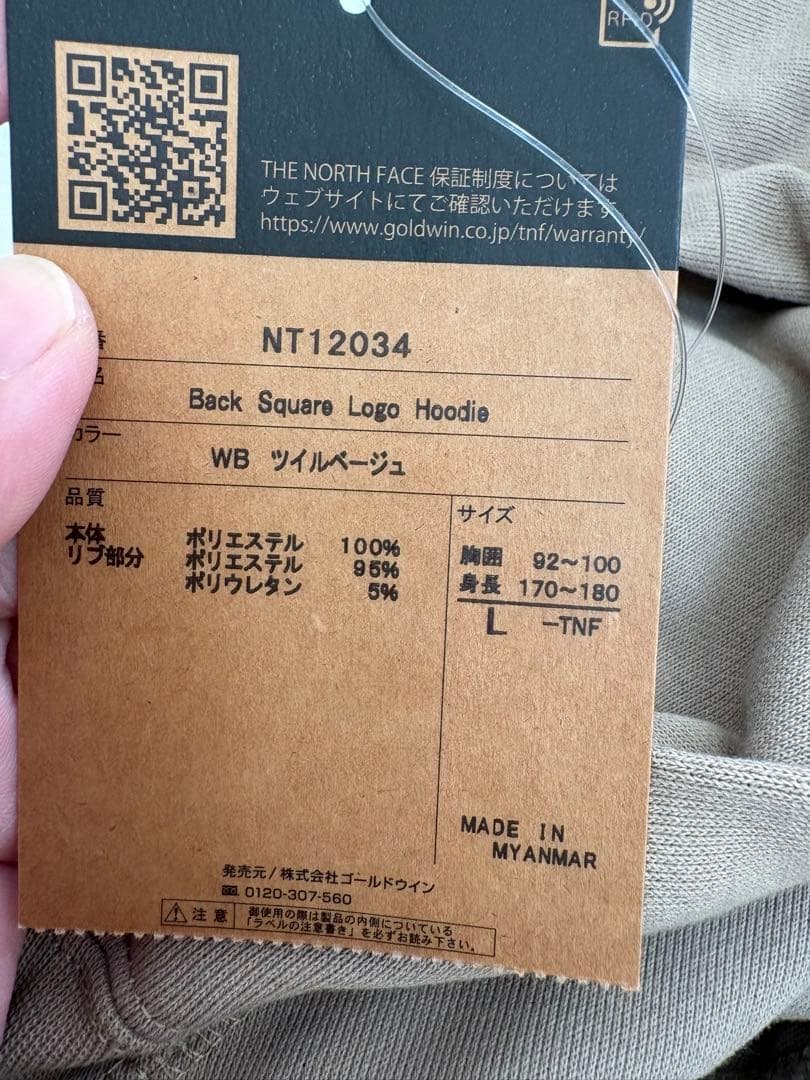 RFID
THE NORTH FACE 保証制度については
ウェブサイトにてご確認いただけます
https://www.goldwin.co.jp/tnf/warranty/
番 NT12034
名
Back Square Logo Hoodie
カラー
WB ツイルベージュ
品質
本体 ポリエステル 100%
リブ部分 ポリエステル 95%
ポリウレタン 5%
サイズ
胸囲 92~100
身長 170~180
L -TNF
MADE IN
MYANMAR
発売元/株式会社ゴールドウイン
0120-307-560
注意 御使用の際は製品の内側についている
「ラベルの注意書き」を必ずお読み下さい。